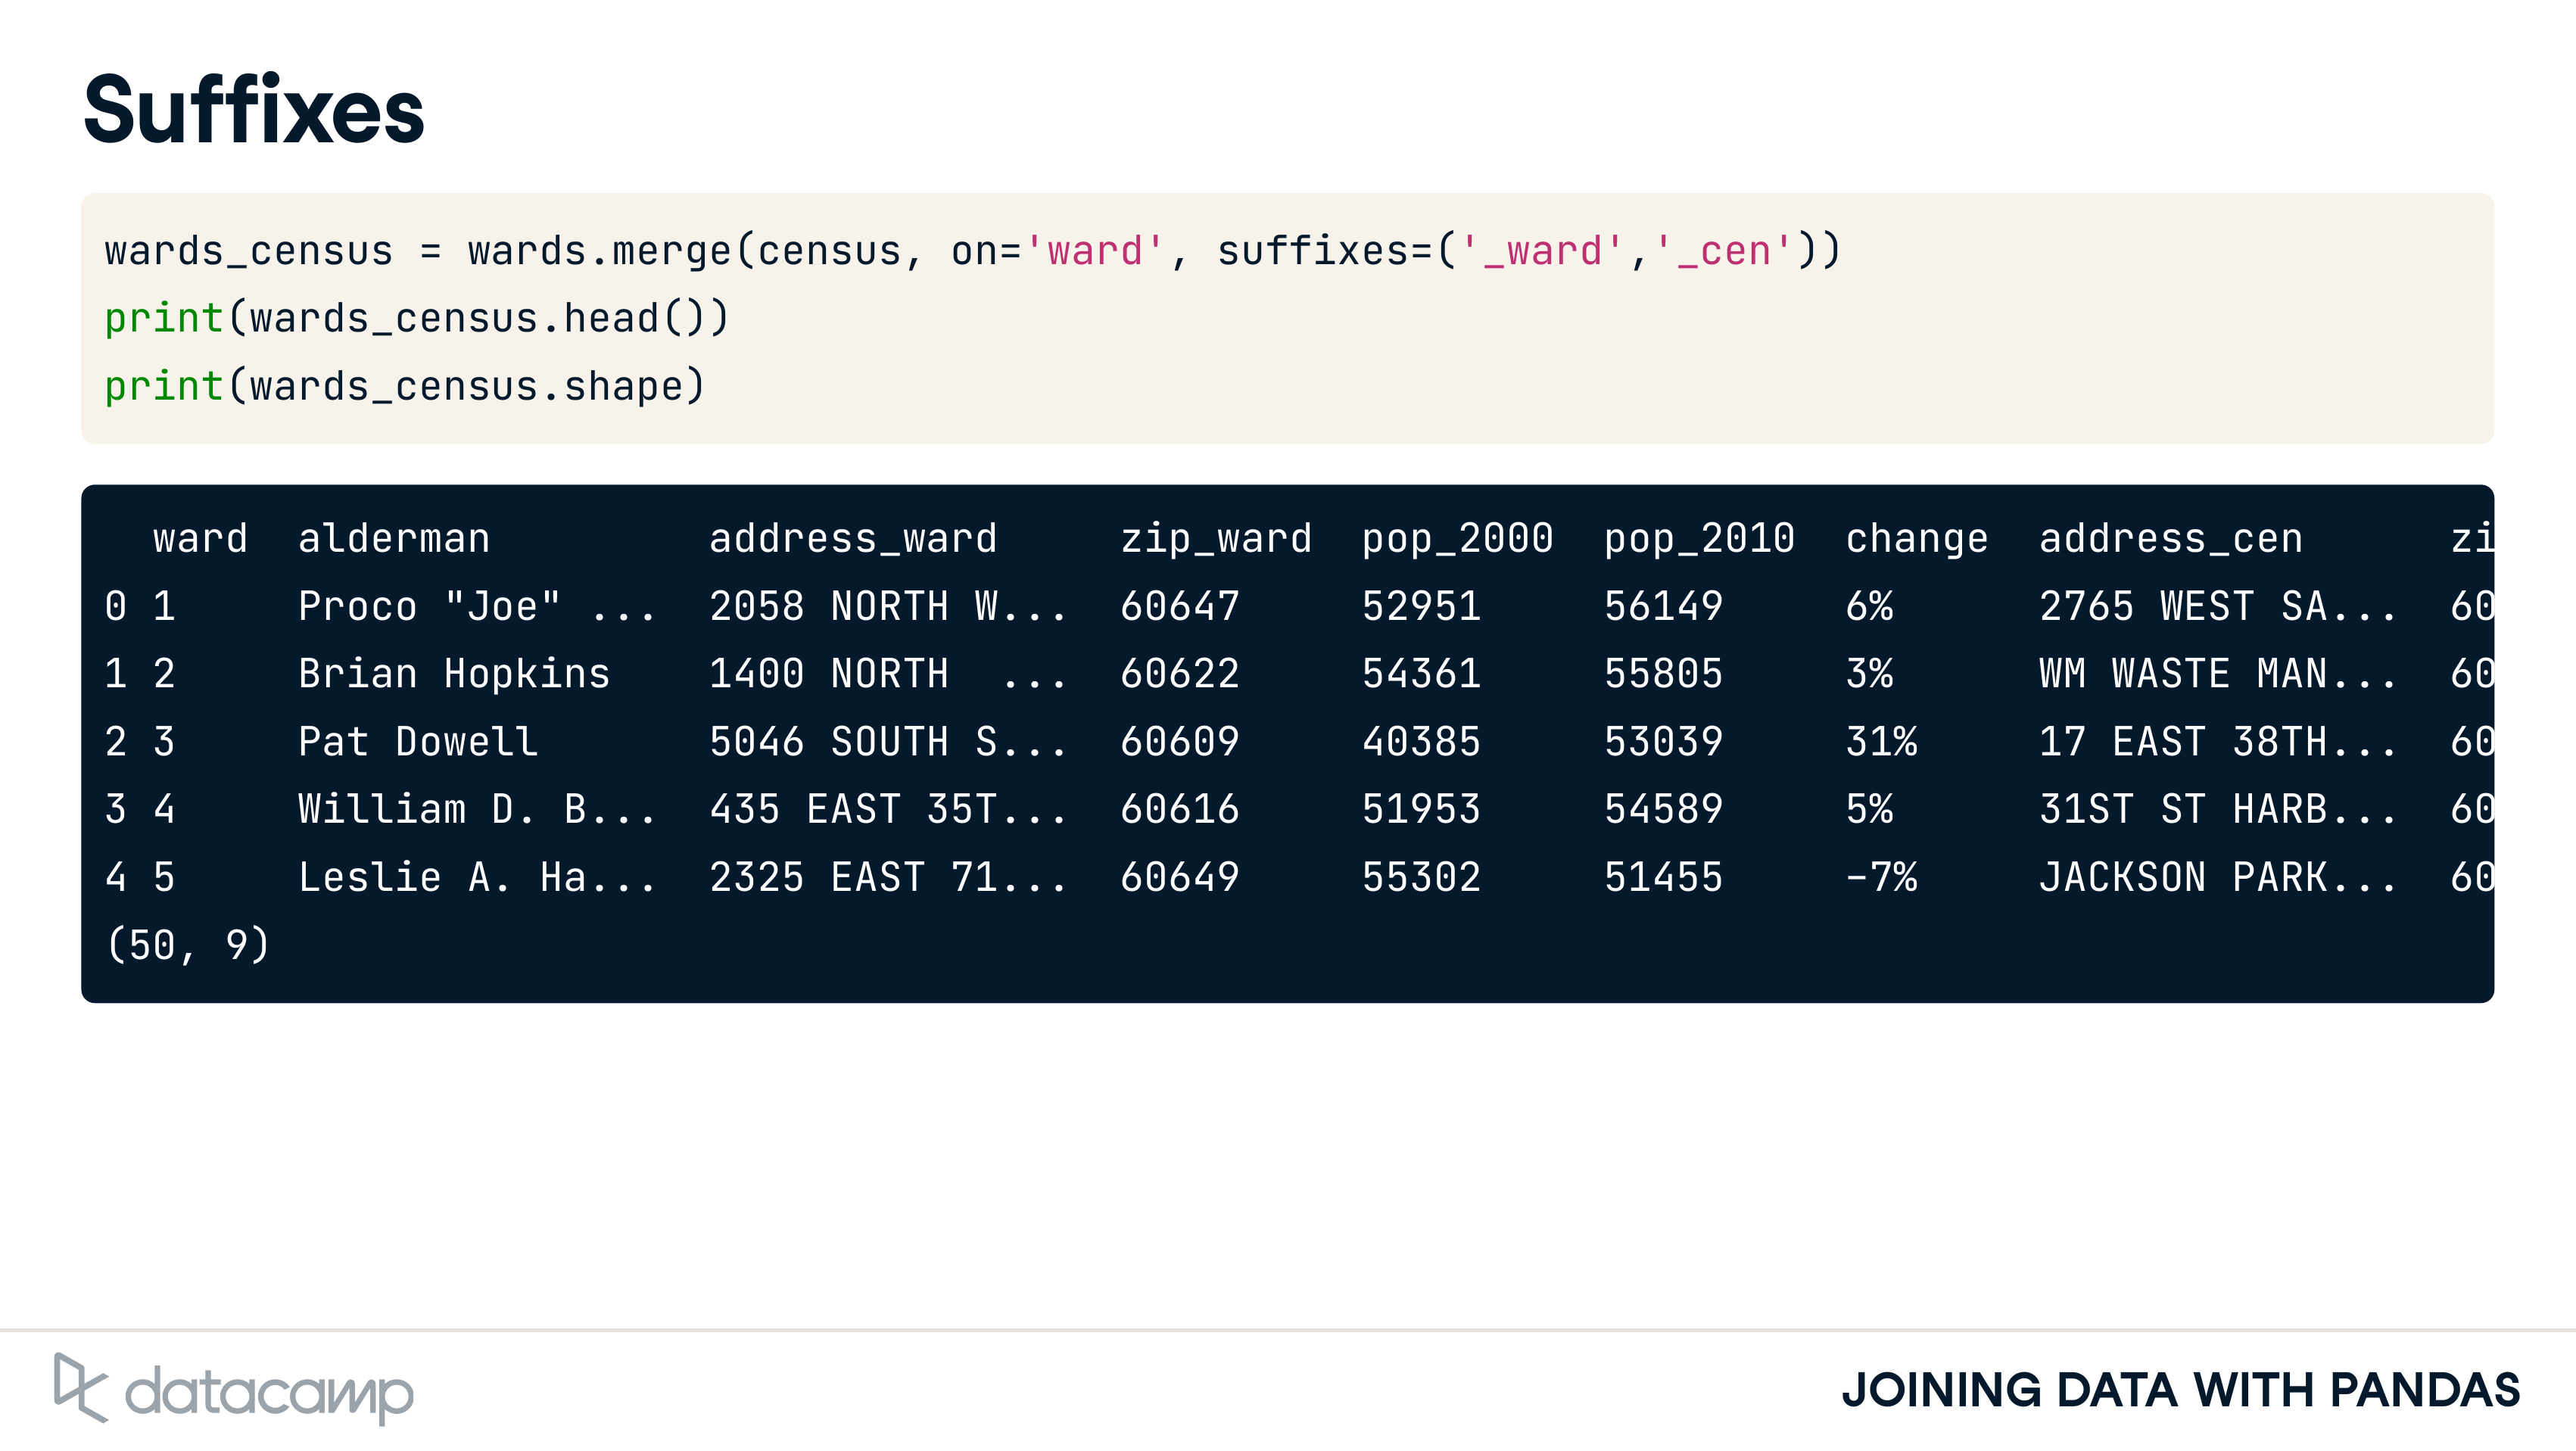 Suffixes
wards_census = wards.merge(census, on='ward', suffixes=('_ward','_cen'))
print(wards_census.head())
print(wards_census.shape)
ward alderman address_ward zip_ward pop_2000 pop_2010 change address_cen zi
0 1 Proco "Joe" ... 2058 NORTH W... 60647 52951 56149 6% 2765 WEST SA... 60
1 2 Brian Hopkins 1400 NORTH ... 60622 54361 55805 3% WM WASTE MAN... 60
2 3 Pat Dowell 5046 SOUTH S... 60609 40385 53039 31% 17 EAST 38TH... 60
3 4 William D. B... 435 EAST 35T... 60616 51953 54589 5% 31ST ST HARB... 60
4 5 Leslie A. Ha... 2325 EAST 71... 60649 55302 51455 -7% JACKSON PARK... 60
(50, 9)
datacamp
JOINING DATA WITH PANDAS